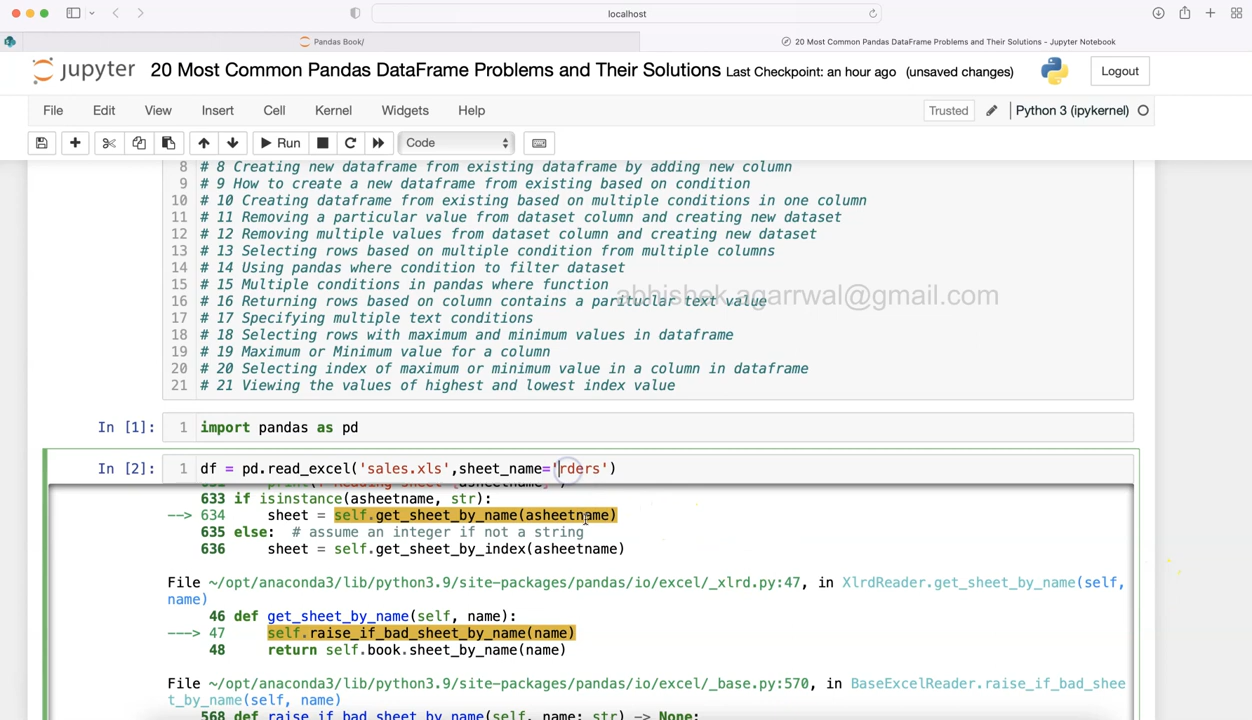 localhost
Pandas Book/
20 Most Common Pandas DataFrame Problems and Their Solutions - Jupyter Notebook
jupyter 20 Most Common Pandas DataFrame Problems and Their Solutions Last Checkpoint: an hour ago (unsaved changes) Logout
File Edit View Insert Cell Kernel Widgets Help Trusted Python 3 (ipykernel)
Run Code
8 # 8 Creating new dataframe from existing dataframe by adding new column
9 # 9 How to create a new dataframe from existing based on condition
10 # 10 Creating dataframe from existing based on multiple conditions in one column
11 # 11 Removing a particular value from dataset column and creating new dataset
12 # 12 Removing multiple values from dataset column and creating new dataset
13 # 13 Selecting rows based on multiple condition from multiple columns
14 # 14 Using pandas where condition to filter dataset
15 # 15 Multiple conditions in pandas where function
abhishek.agarrwal@gmail.com
16 # 16 Returning rows based on column contains a parituclar text value
17 # 17 Specifying multiple text conditions
18 # 18 Selecting rows with maximum and minimum values in dataframe
19 # 19 Maximum or Minimum value for a column
20 # 20 Selecting index of maximum or minimum value in a column in dataframe
21 # 21 Viewing the values of highest and lowest index value
In [1]: 1 import pandas as pd
In [2]: 1 df = pd.read_excel('sales.xls',sheet_name='rders')
633 if isinstance(asheetname, str):
--> 634 sheet = self.get_sheet_by_name(asheetname)
635 else: # assume an integer if not a string
636 sheet = self.get_sheet_by_index(asheetname)
File ~/opt/anaconda3/lib/python3.9/site-packages/pandas/io/excel/_xlrd.py:47, in XlrdReader.get_sheet_by_name(self,
name)
46 def get_sheet_by_name(self, name):
---> 47 self.raise_if_bad_sheet_by_name(name)
48 return self.book.sheet_by_name(name)
File ~/opt/anaconda3/lib/python3.9/site-packages/pandas/io/excel/_base.py:570, in BaseExcelReader.raise_if_bad_shee
t_by_name(self, name)
568 def raise_if_bad_sheet_by_name(self, name: str) -> None: